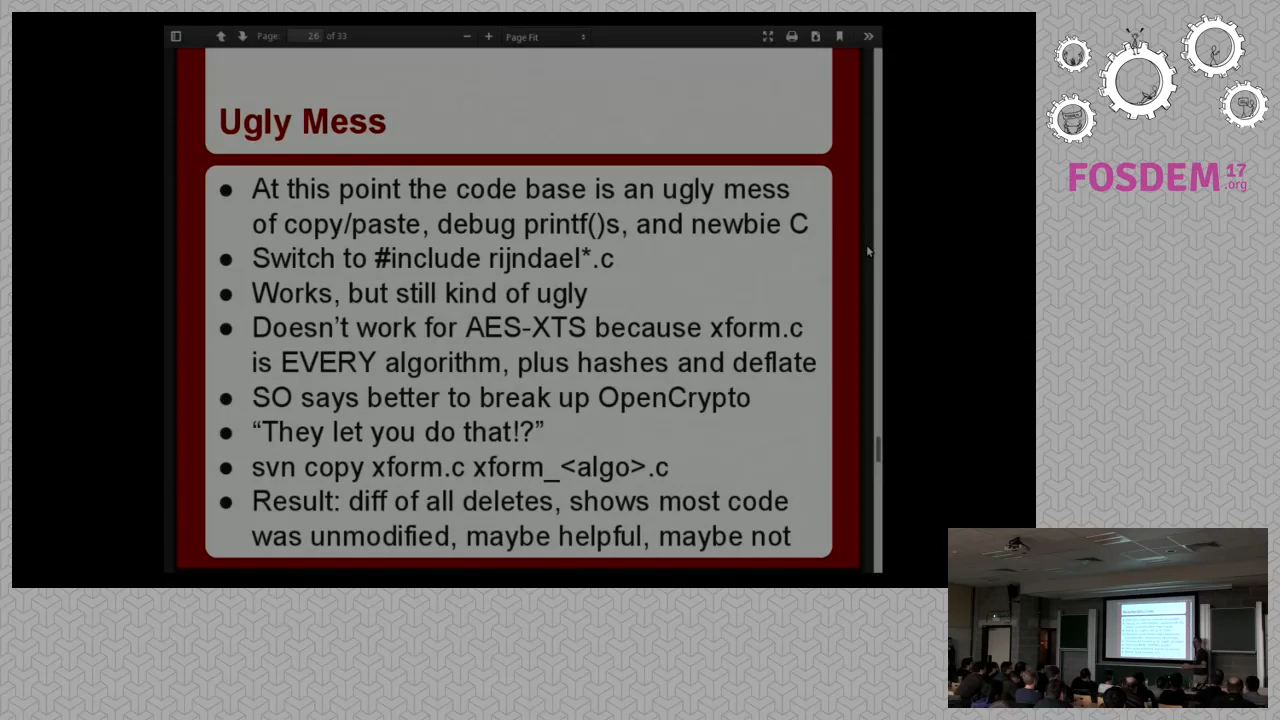 Page:
26
of 33
Page Fit
Ugly Mess
● At this point the code base is an ugly mess
of copy/paste, debug printf()s, and newbie C
● Switch to #include rijndael*.c
● Works, but still kind of ugly
● Doesn't work for AES-XTS because xform.c
is EVERY algorithm, plus hashes and deflate
● SO says better to break up OpenCrypto
● “They let you do that!?”
● svn copy xform.c xform_<algo>.c
● Result: diff of all deletes, shows most code
was unmodified, maybe helpful, maybe not
FOSDEM 17
.org